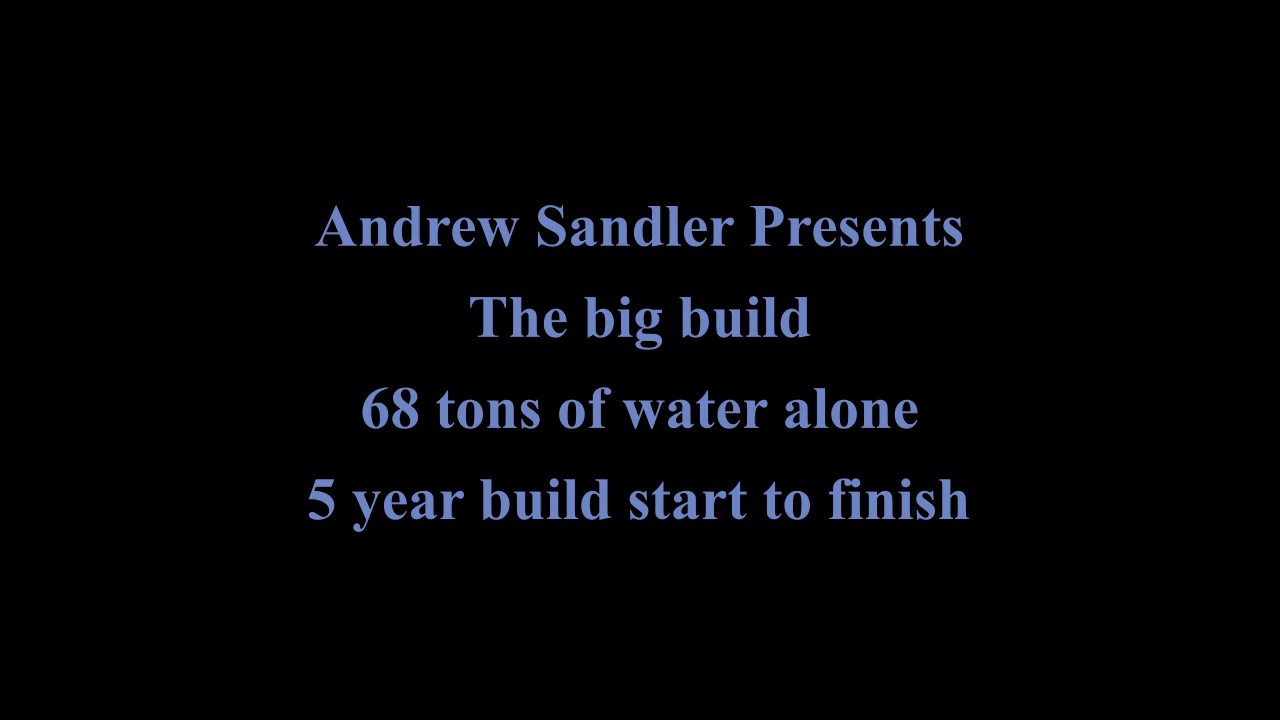 Andrew Sandler Presents
The big build
68 tons of water alone
5 year build start to finish